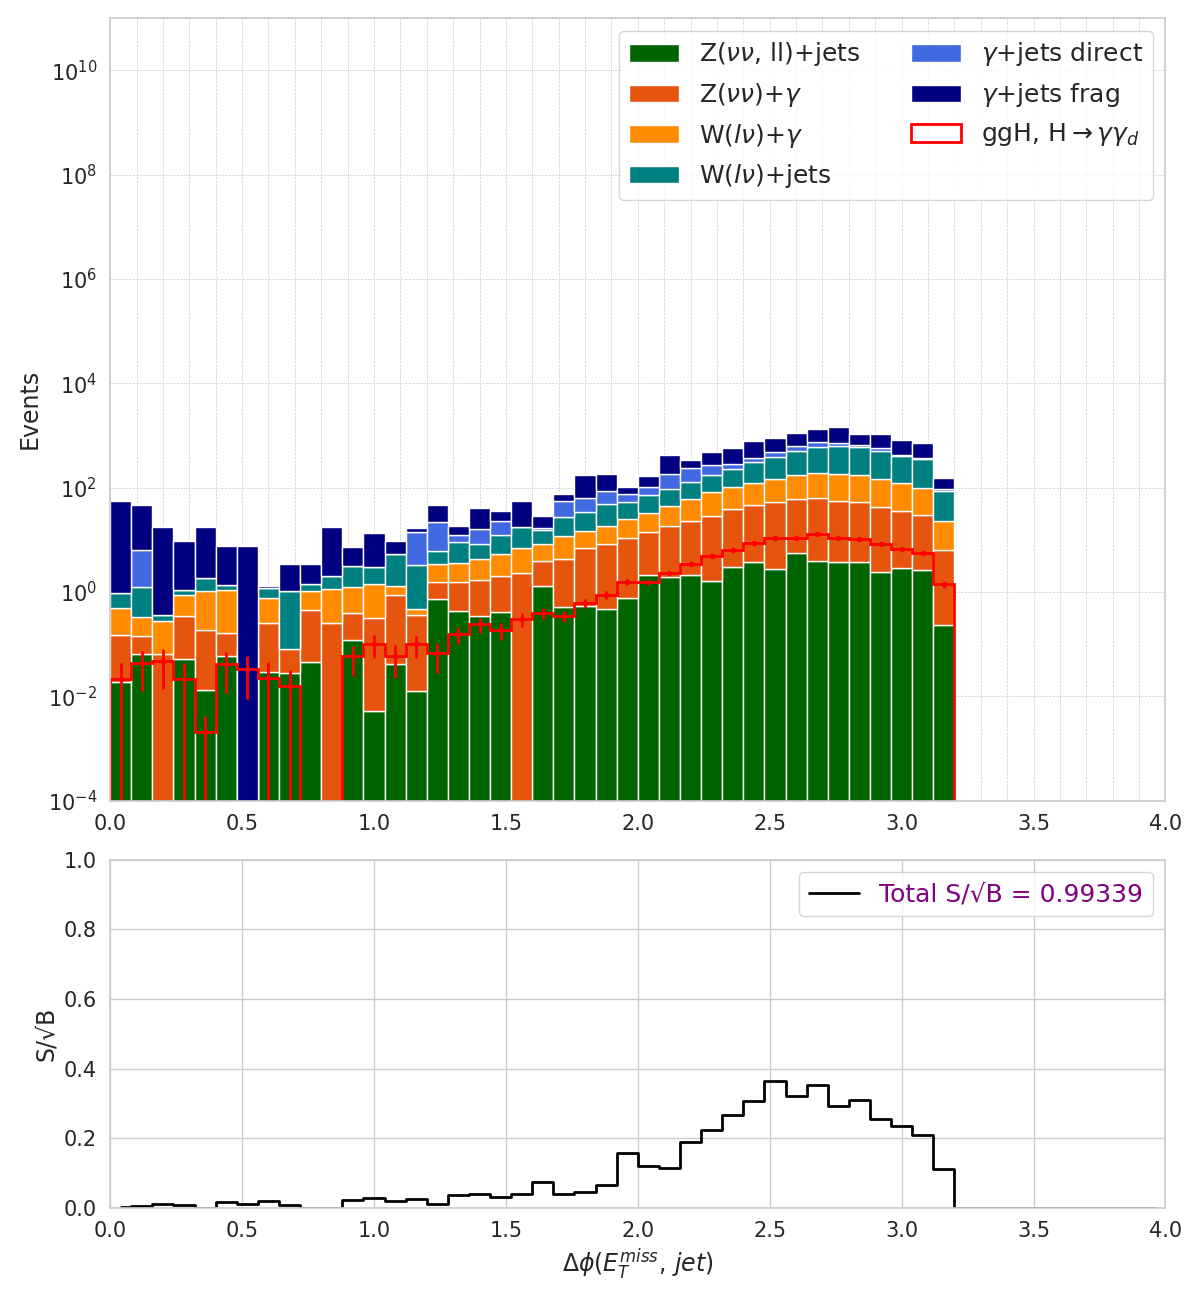 Z(νν, ll)+jets
Z(νν)+γ
W(lν)+γ
W(lν)+jets
γ+jets direct
γ+jets frag
ggH, H→γγ_d
Events
10^10
10^8
10^6
10^4
10^2
10^0
10^−2
10^−4
0.0 0.5 1.0 1.5 2.0 2.5 3.0 3.5 4.0
Total S/√B = 0.99339
S/√B
1.0
0.8
0.6
0.4
0.2
0.0
0.0 0.5 1.0 1.5 2.0 2.5 3.0 3.5 4.0
Δϕ(E_T^miss, jet)